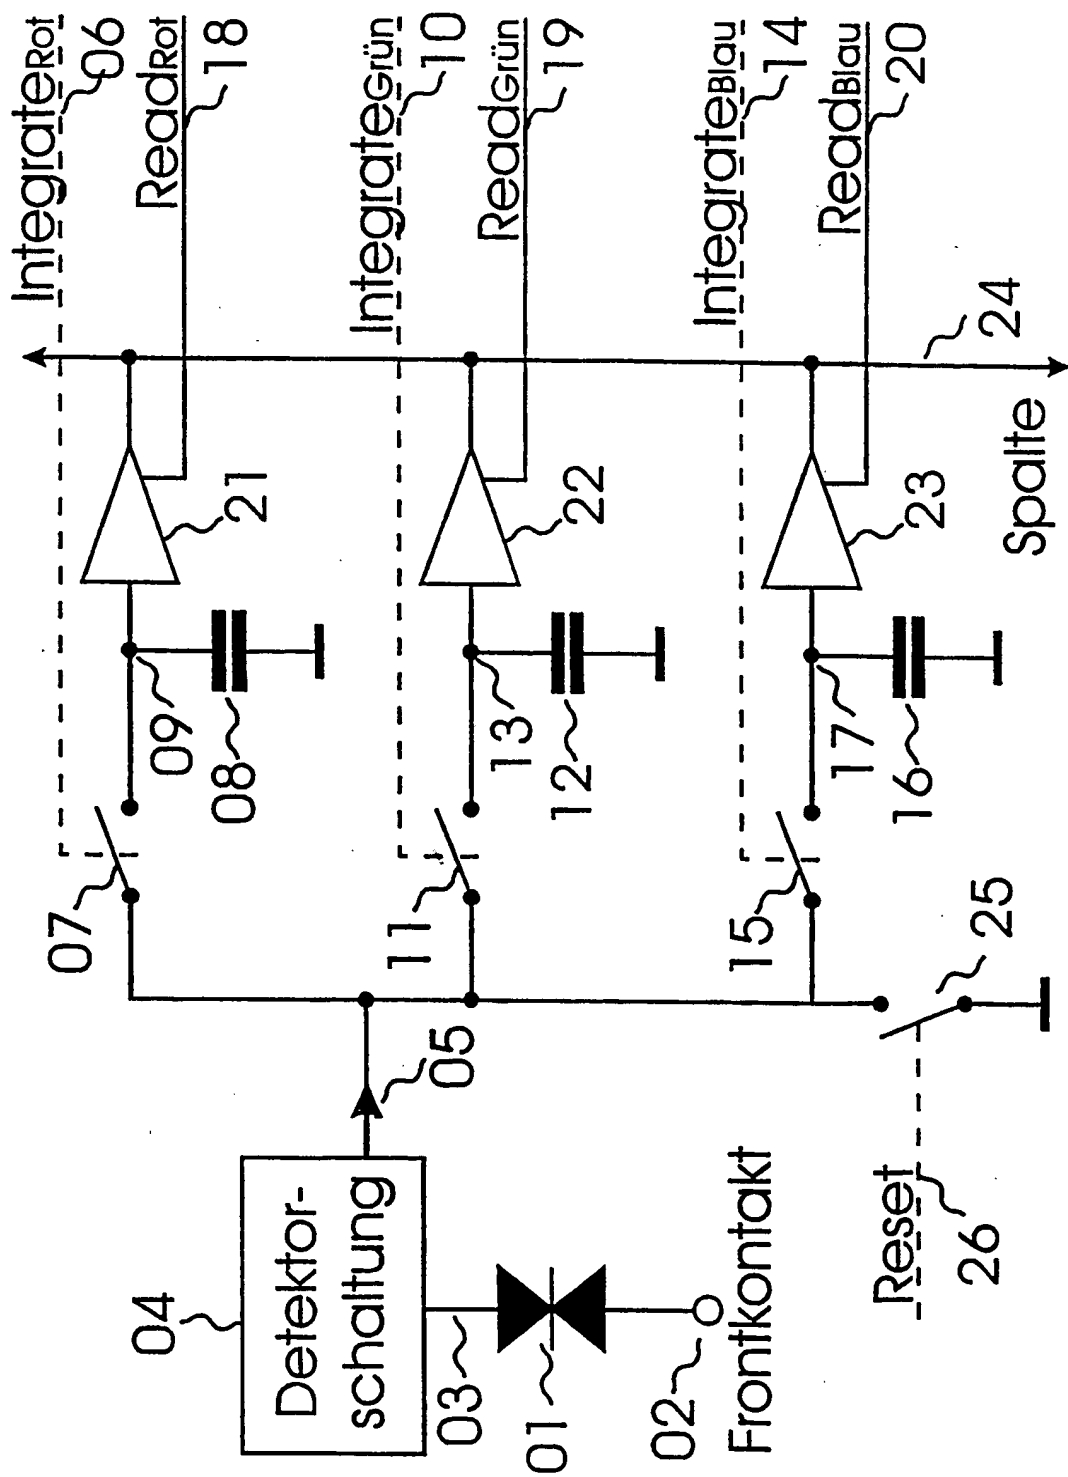 IntegrateRot
06
ReadRot
18
IntegrateGrün
10
ReadGrün
19
IntegrateBlau
14
ReadBlau
20
07
09
08
21
11
13
12
22
15
17
16
23
24
Spalte
04
Detektor-
schaltung
05
03
01
02
Frontkontakt
Reset
26
25